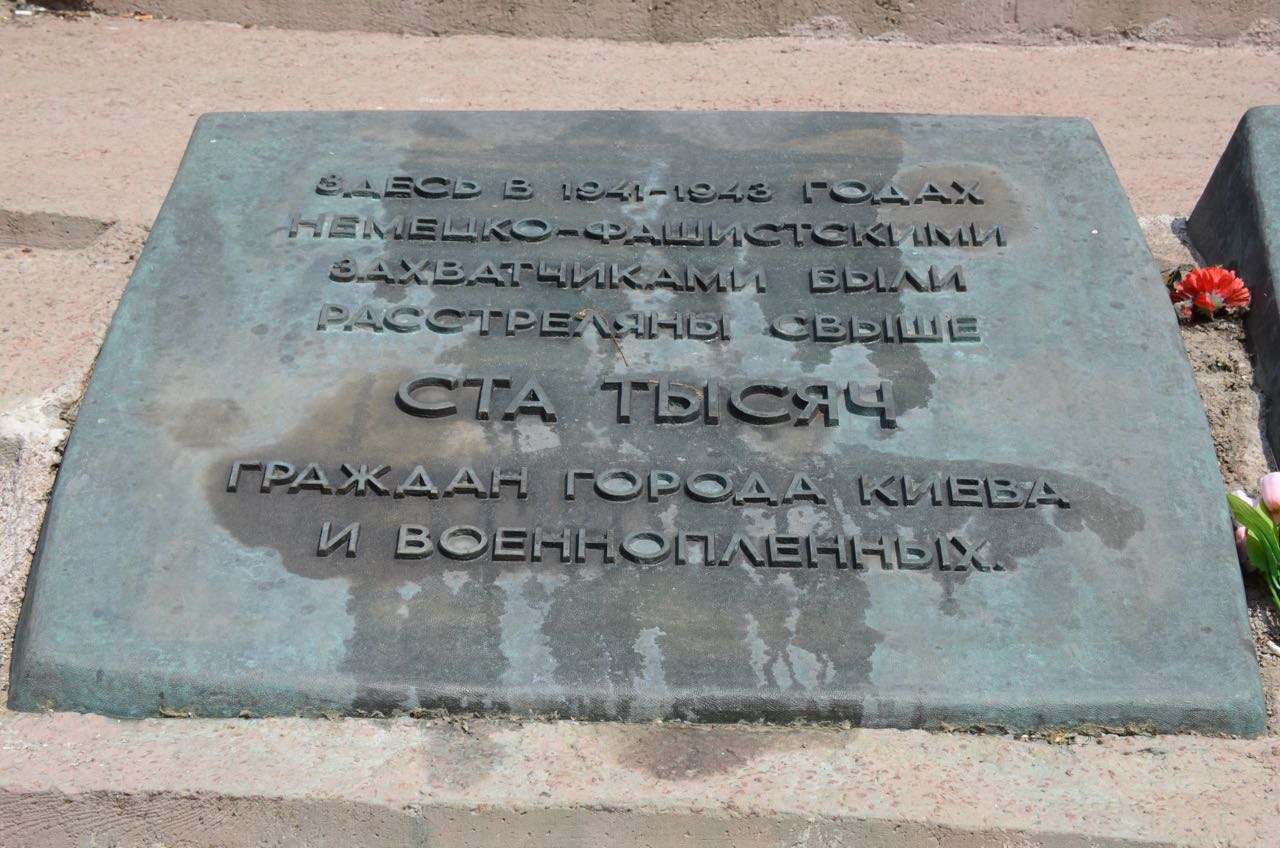 ЗДЕСЬ В 1941-1943 ГОДАХ
НЕМЕЦКО-ФАШИСТСКИМИ
ЗАХВАТЧИКАМИ БЫЛИ
РАССТРЕЛЯНЫ СВЫШЕ
СТА ТЫСЯЧ
ГРАЖДАН ГОРОДА КИЕВА
И ВОЕННОПЛЕННЫХ.